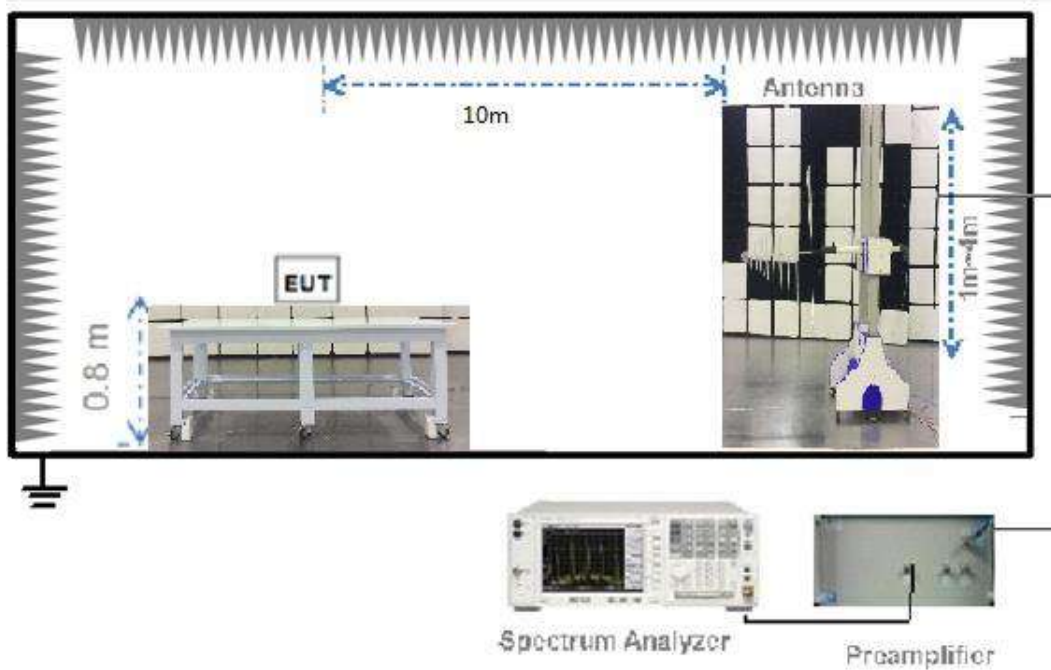 Antenna
10m
EUT
0.8 m
1m~4m
Spectrum Analyzer
Preamplifier